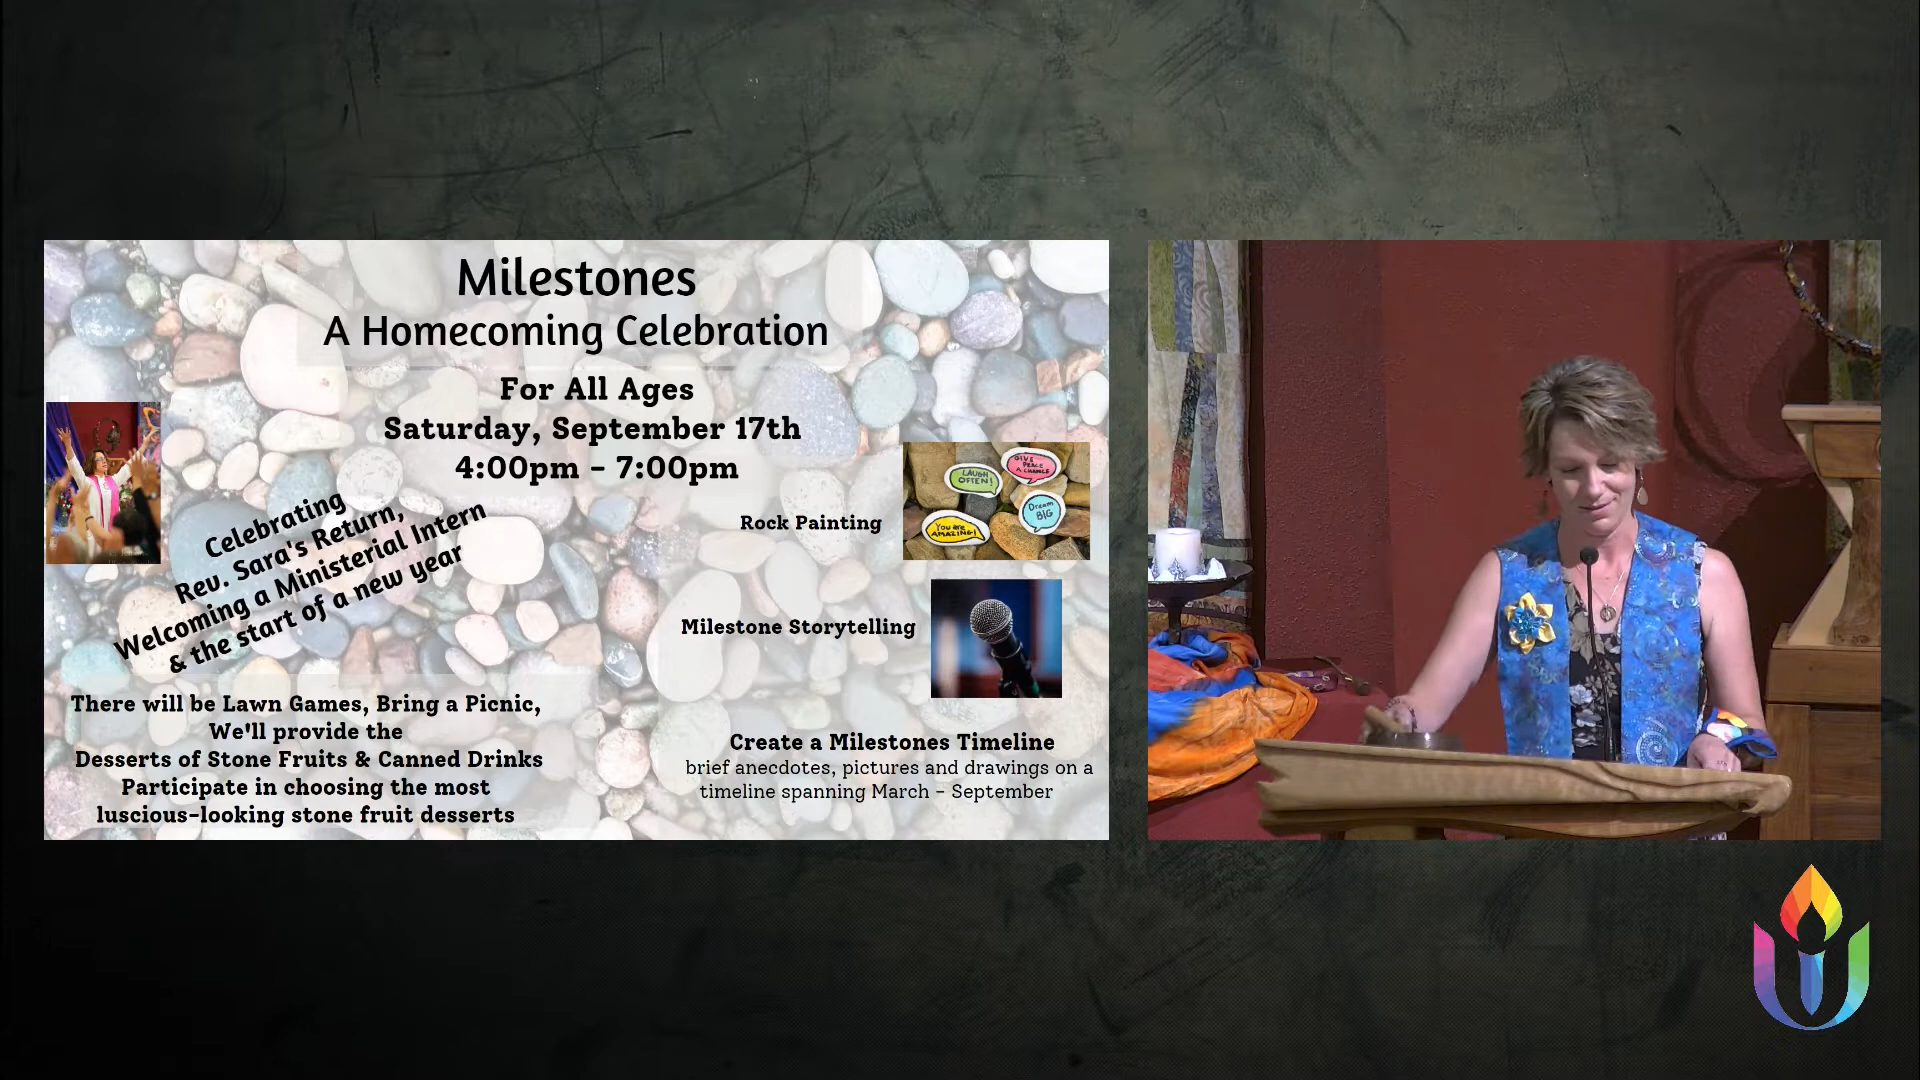 Milestones
A Homecoming Celebration
For All Ages
Saturday, September 17th
4:00pm - 7:00pm
Celebrating
Rev. Sara's Return,
Welcoming a Ministerial Intern
& the start of a new year
Rock Painting
LAUGH
OFTEN!
GIVE
PEACE
A CHANCE
Dream
BIG
You are
AMAZING!
Milestone Storytelling
There will be Lawn Games, Bring a Picnic,
We'll provide the
Desserts of Stone Fruits & Canned Drinks
Participate in choosing the most
luscious-looking stone fruit desserts
Create a Milestones Timeline
brief anecdotes, pictures and drawings on a
timeline spanning March - September